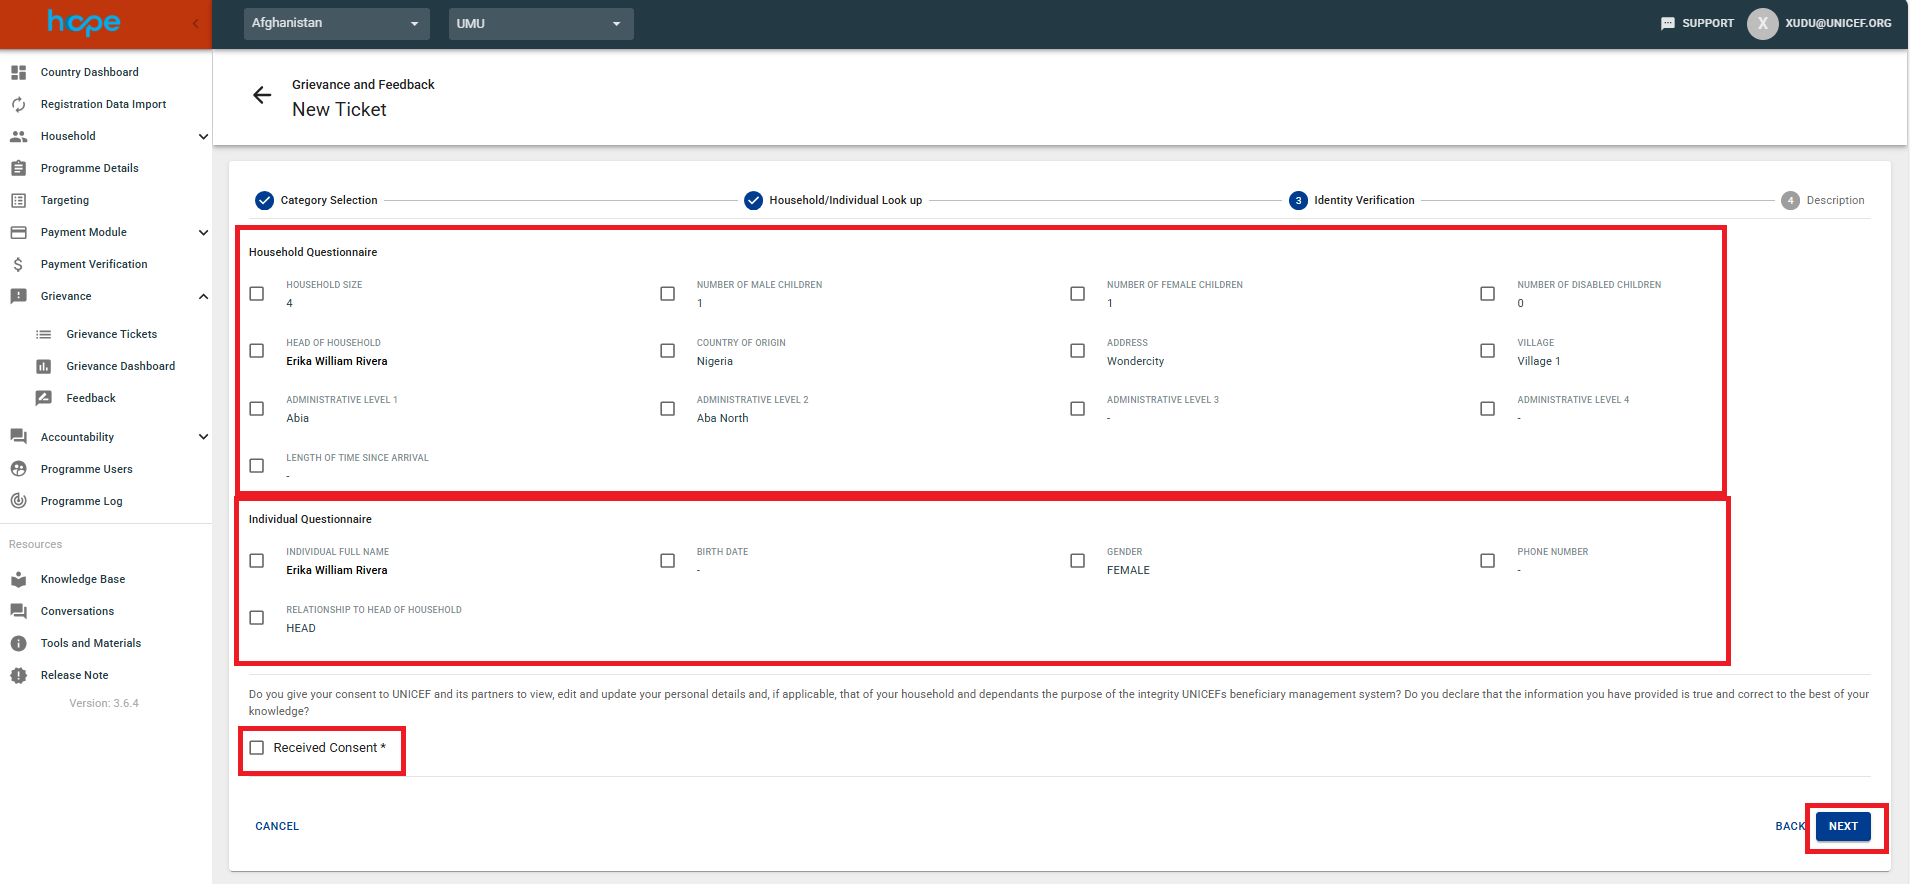 hope
Afghanistan
UMU
SUPPORT
X
XUDU@UNICEF.ORG
Country Dashboard
Registration Data Import
Household
Programme Details
Targeting
Payment Module
Payment Verification
Grievance
Grievance Tickets
Grievance Dashboard
Feedback
Accountability
Programme Users
Programme Log
Resources
Knowledge Base
Conversations
Tools and Materials
Release Note
Version: 3.6.4
Grievance and Feedback
New Ticket
Category Selection
Household/Individual Look up
3 Identity Verification
4 Description
Household Questionnaire
HOUSEHOLD SIZE
4
NUMBER OF MALE CHILDREN
1
NUMBER OF FEMALE CHILDREN
1
NUMBER OF DISABLED CHILDREN
0
HEAD OF HOUSEHOLD
Erika William Rivera
COUNTRY OF ORIGIN
Nigeria
ADDRESS
Wondercity
VILLAGE
Village 1
ADMINISTRATIVE LEVEL 1
Abia
ADMINISTRATIVE LEVEL 2
Aba North
ADMINISTRATIVE LEVEL 3
-
ADMINISTRATIVE LEVEL 4
-
LENGTH OF TIME SINCE ARRIVAL
-
Individual Questionnaire
INDIVIDUAL FULL NAME
Erika William Rivera
BIRTH DATE
-
GENDER
FEMALE
PHONE NUMBER
-
RELATIONSHIP TO HEAD OF HOUSEHOLD
HEAD
Do you give your consent to UNICEF and its partners to view, edit and update your personal details and, if applicable, that of your household and dependants the purpose of the integrity UNICEFs beneficiary management system? Do you declare that the information you have provided is true and correct to the best of your
knowledge?
Received Consent *
CANCEL
BACK
NEXT